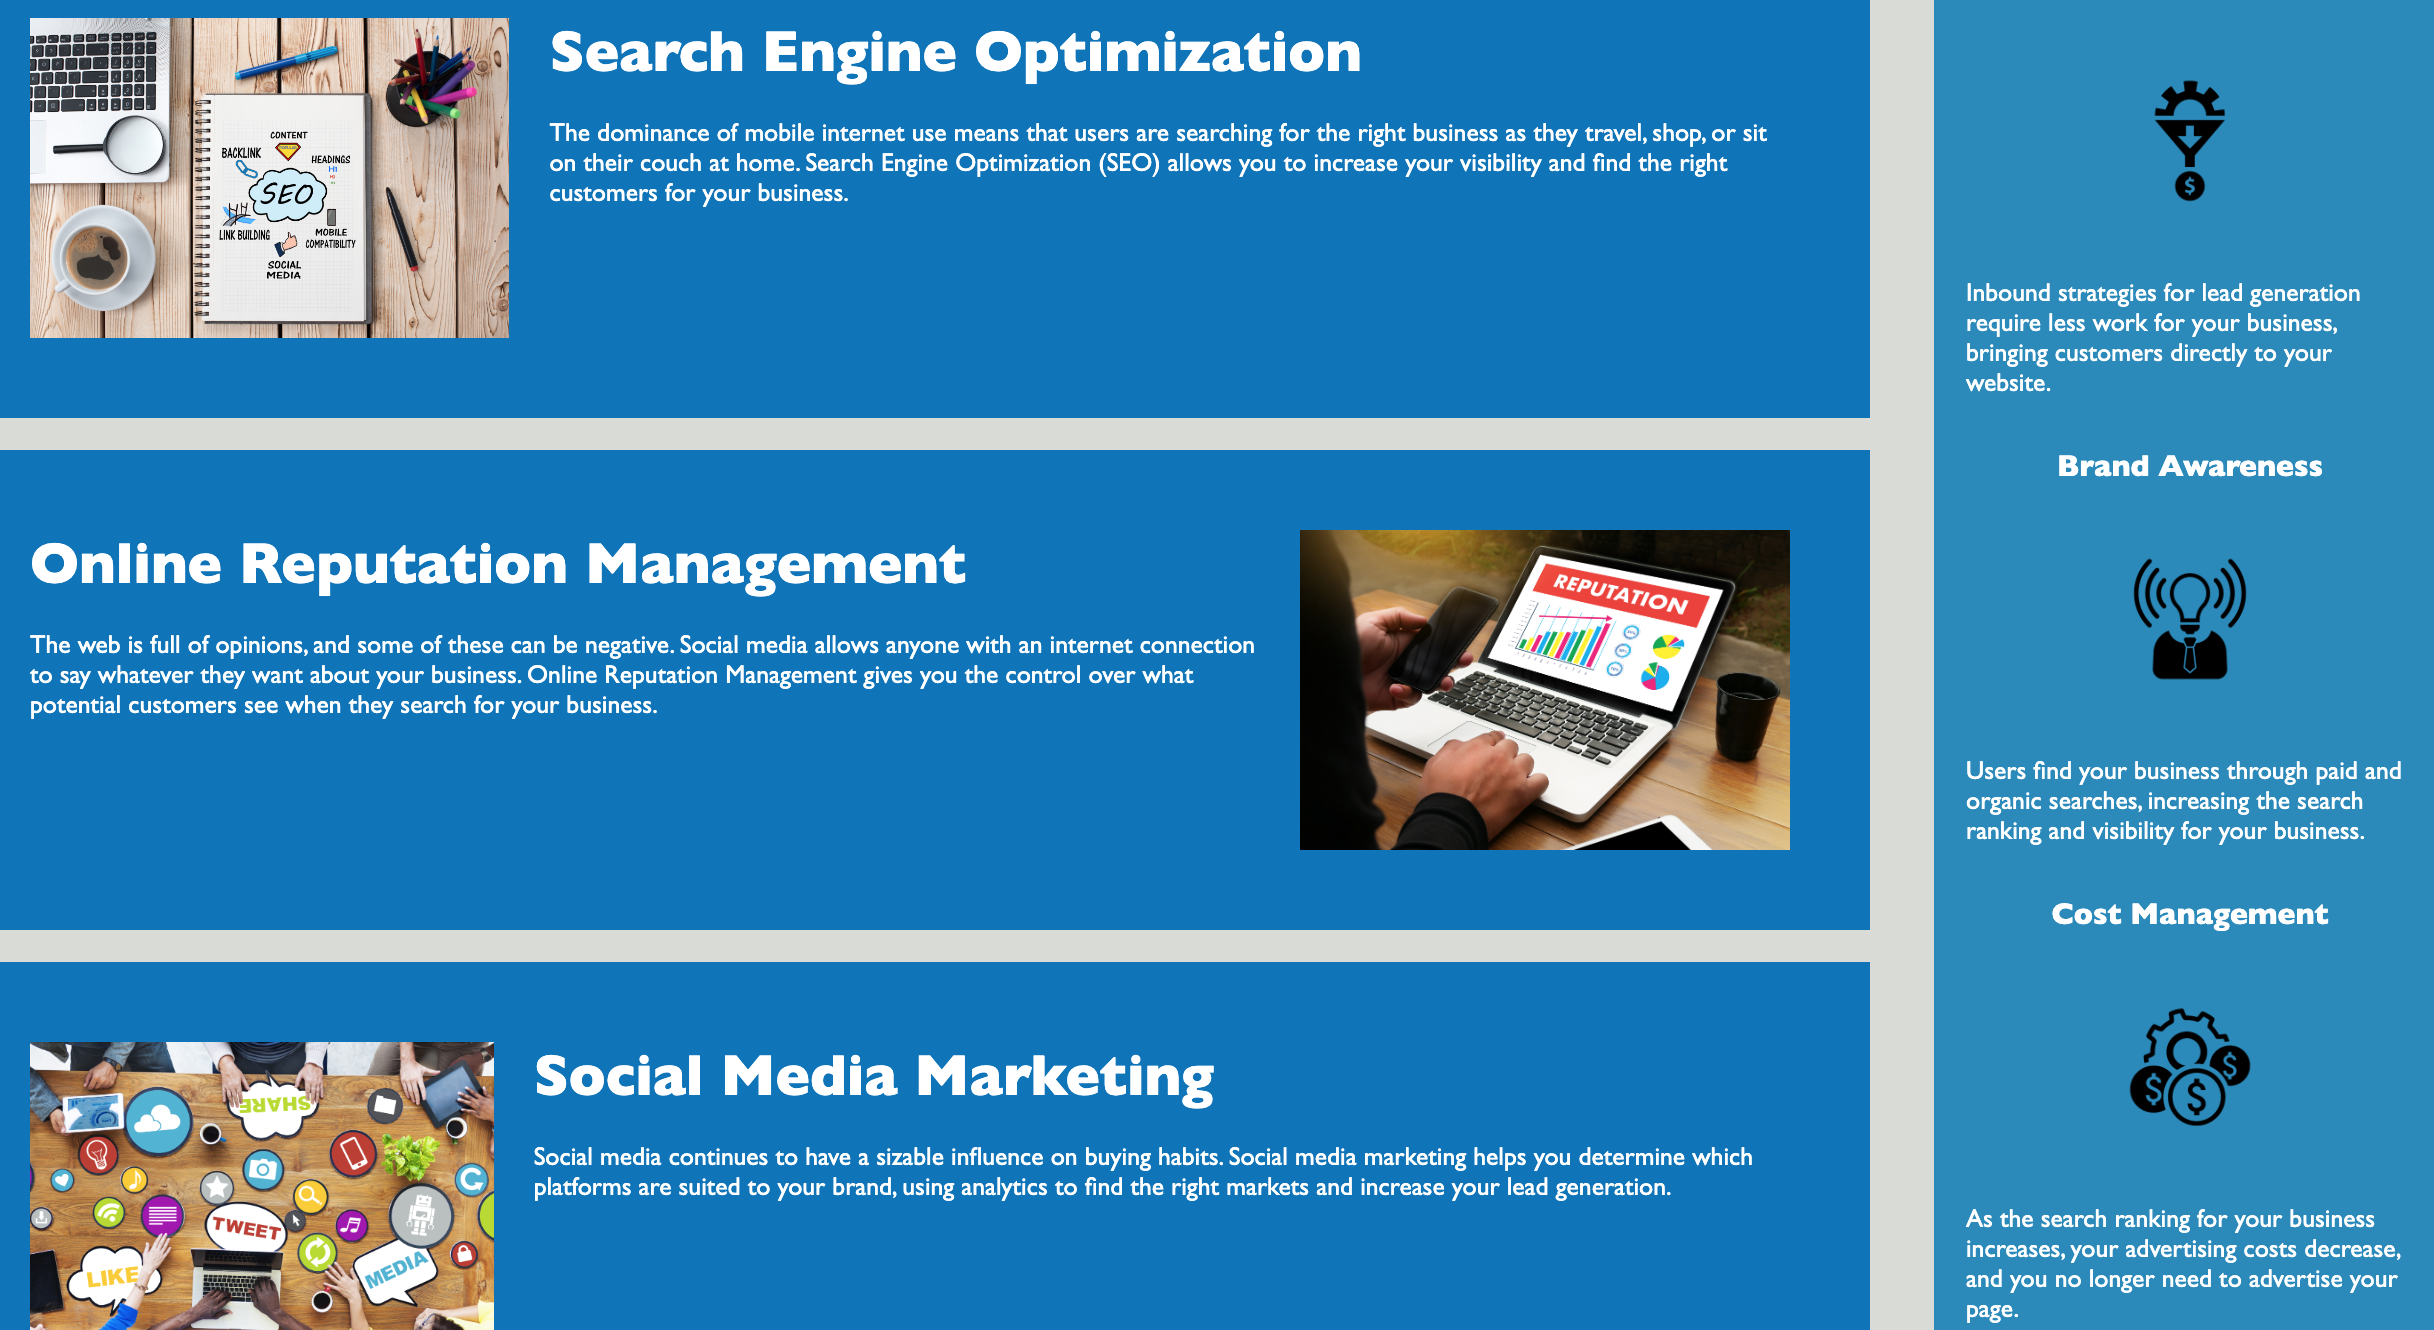 Search Engine Optimization
The dominance of mobile internet use means that users are searching for the right business as they travel, shop, or sit
on their couch at home. Search Engine Optimization (SEO) allows you to increase your visibility and find the right
customers for your business.
CONTENT
BACKLINK
HEADINGS
H1
SEO
LINK BUILDING
MOBILE
COMPATIBILITY
SOCIAL
MEDIA
Online Reputation Management
The web is full of opinions, and some of these can be negative. Social media allows anyone with an internet connection
to say whatever they want about your business. Online Reputation Management gives you the control over what
potential customers see when they search for your business.
REPUTATION
Social Media Marketing
Social media continues to have a sizable influence on buying habits. Social media marketing helps you determine which
platforms are suited to your brand, using analytics to find the right markets and increase your lead generation.
SHARE
TWEET
LIKE
MEDIA
$
Inbound strategies for lead generation
require less work for your business,
bringing customers directly to your
website.
Brand Awareness
Users find your business through paid and
organic searches, increasing the search
ranking and visibility for your business.
Cost Management
$ $ $
As the search ranking for your business
increases, your advertising costs decrease,
and you no longer need to advertise your
page.